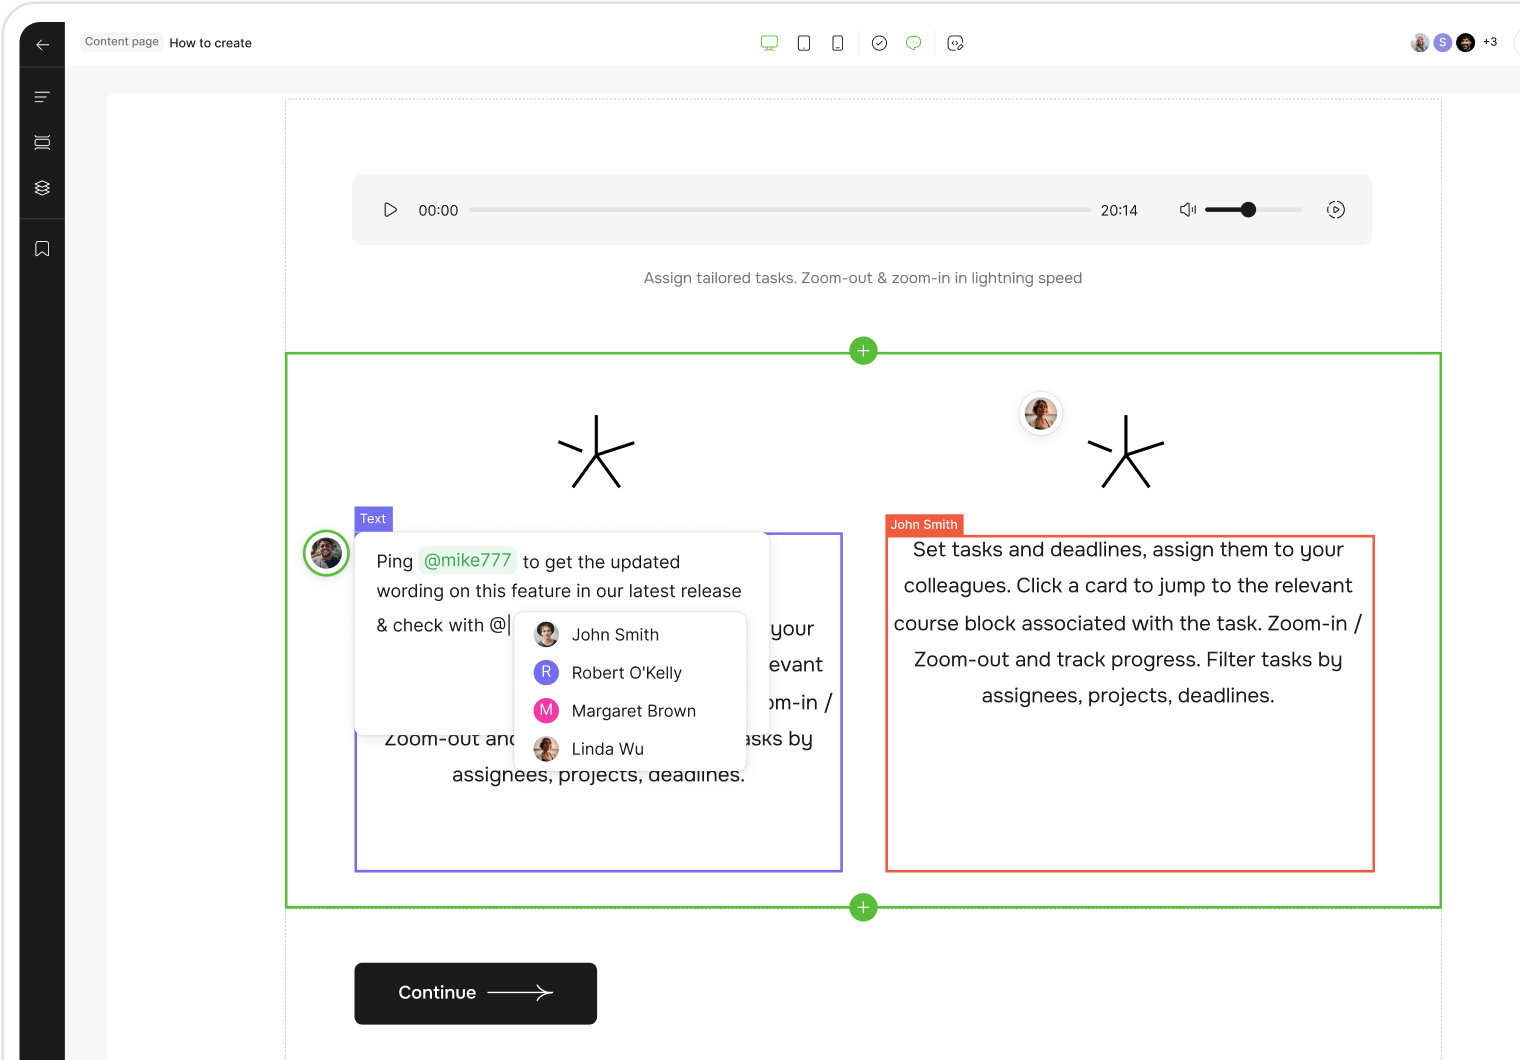 Content page How to create
S +3
00:00 20:14
Assign tailored tasks. Zoom-out & zoom-in in lightning speed
Text
Ping @mike777 to get the updated
wording on this feature in our latest release
& check with @
John Smith
R Robert O'Kelly
M Margaret Brown
Linda Wu
your
evant
om-in /
Zoom-out and
asks by
assignees, projects, deadlines.
John Smith
Set tasks and deadlines, assign them to your
colleagues. Click a card to jump to the relevant
course block associated with the task. Zoom-in /
Zoom-out and track progress. Filter tasks by
assignees, projects, deadlines.
Continue